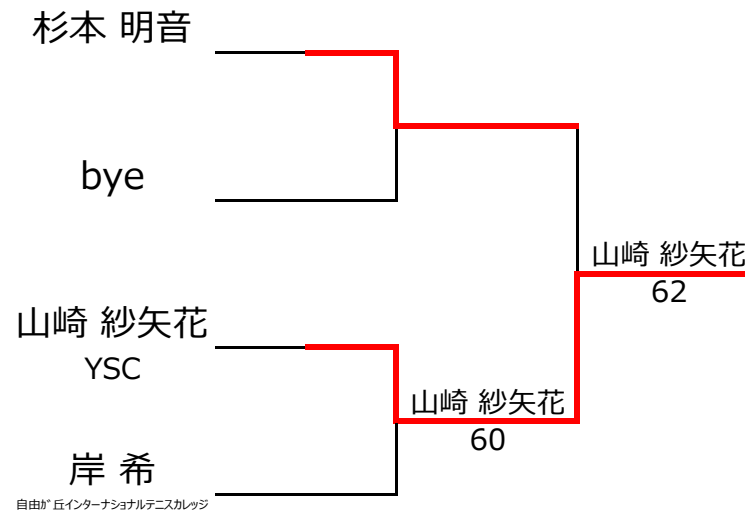 杉本 明音
bye
山崎 紗矢花
YSC
岸 希
自由が丘インターナショナルテニスカレッジ
山崎 紗矢花
60
山崎 紗矢花
62